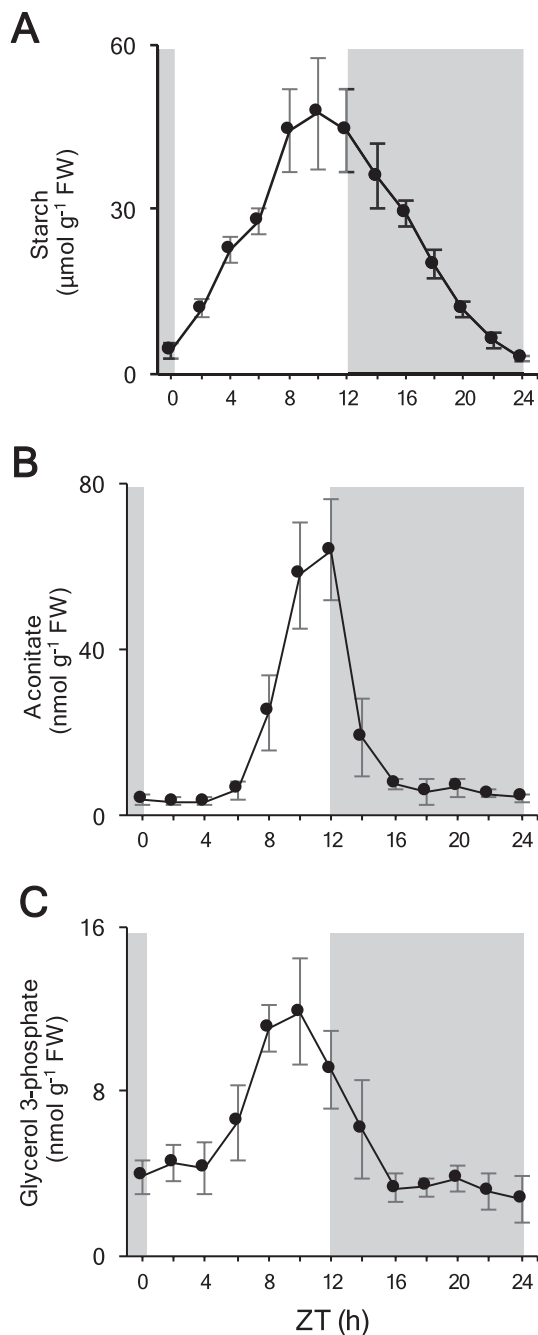 A
60
30
0
Starch
(μmol g⁻¹ FW)
0 4 8 12 16 20 24
B
80
40
0
Aconitate
(nmol g⁻¹ FW)
0 4 8 12 16 20 24
C
16
8
0
Glycerol 3-phosphate
(nmol g⁻¹ FW)
0 4 8 12 16 20 24
ZT (h)